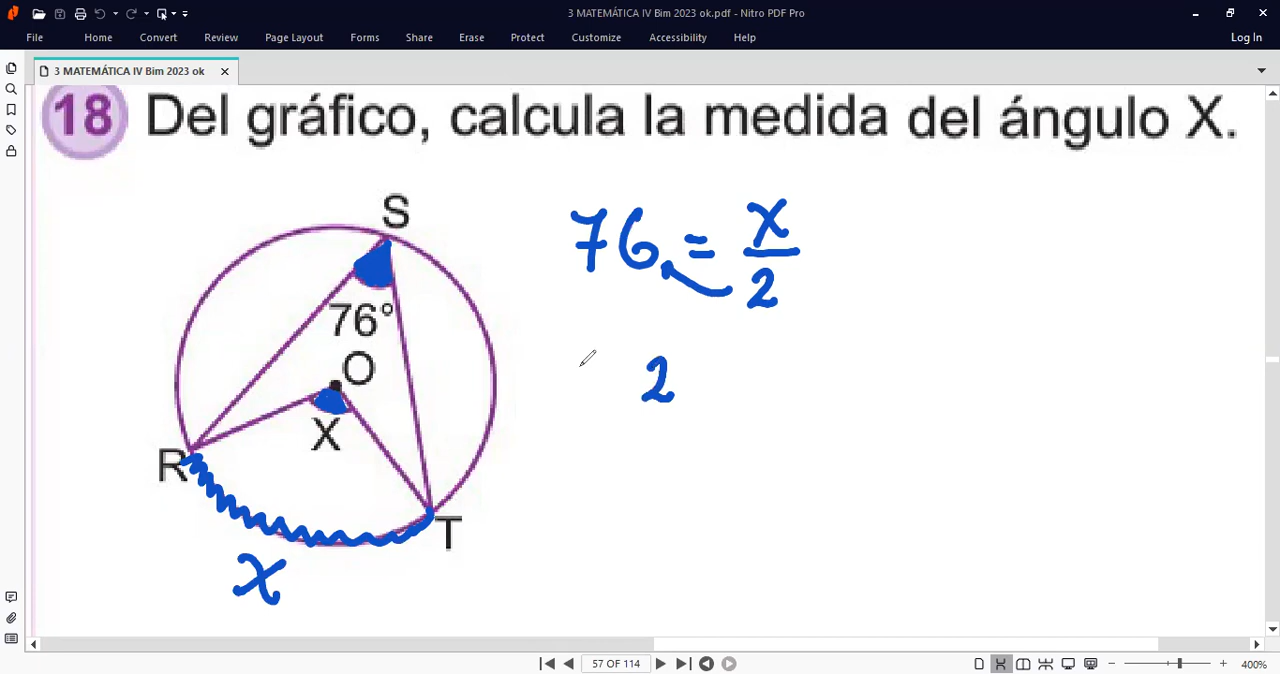 3 MATEMÁTICA IV Bim 2023 ok.pdf - Nitro PDF Pro
File Home Convert Review Page Layout Forms Share Erase Protect Customize Accessibility Help Log In
3 MATEMÁTICA IV Bim 2023 ok
18 Del gráfico, calcula la medida del ángulo X.
S
76 = x/2
76°
O
2
X
R
T
x
57 OF 114
400%